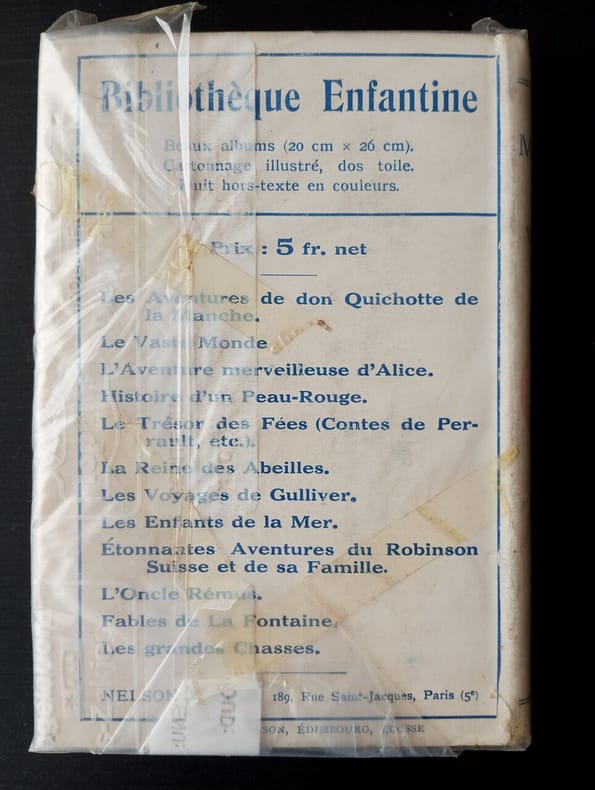 Bibliothèque Enfantine
Beaux albums (20 cm × 26 cm).
Cartonnage illustré, dos toile.
Huit hors-texte en couleurs.
Prix : 5 fr. net
Les Aventures de don Quichotte de
la Manche.
Le Vaste Monde
L'Aventure merveilleuse d'Alice.
Histoire d'un Peau-Rouge.
Le Trésor des Fées (Contes de Per-
rault, etc.).
La Reine des Abeilles.
Les Voyages de Gulliver.
Les Enfants de la Mer.
Étonnantes Aventures du Robinson
Suisse et de sa Famille.
L'Oncle Rémus.
Fables de La Fontaine.
Les grandes Chasses.
NELSON 189, Rue Saint-Jacques, Paris (5e)
ÉDIMBOURG, ÉCOSSE